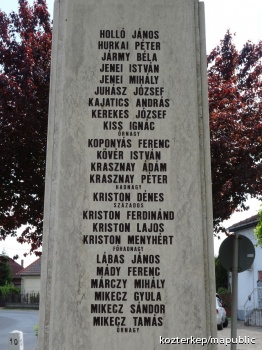 HOLLÓ JÁNOS
HURKAI PÉTER
JÁRMY BÉLA
JENEI ISTVÁN
JENEI MIHÁLY
JUHÁSZ JÓZSEF
KAJATICS ANDRÁS
KEREKES JÓZSEF
KISS IGNÁC
ŐRNAGY
KOPONYÁS FERENC
KÖVÉR ISTVÁN
KRASZNAY ÁDÁM
KRASZNAY PÉTER
HADNAGY
KRISTON DÉNES
SZÁZADOS
KRISTON FERDINÁND
KRISTON LAJOS
KRISTON MENYHÉRT
FŐHADNAGY
LÁBAS JÁNOS
MÁDY FERENC
MÁRCZY MIHÁLY
MIKECZ GYULA
MIKECZ SÁNDOR
MIKECZ TAMÁS
ŐRNAGY
10
kozterkep/mapublic